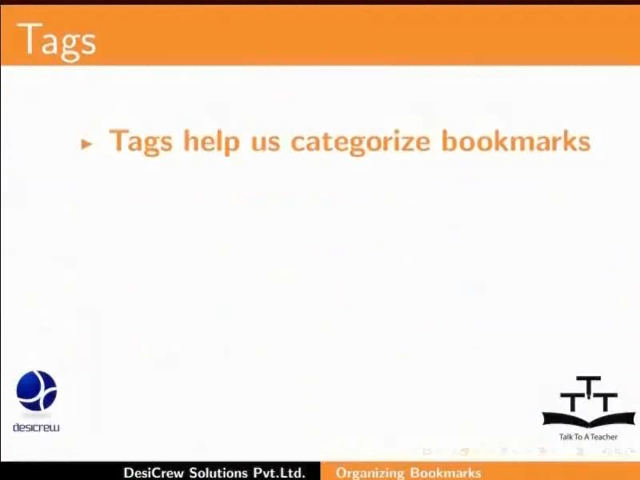 Tags
Tags help us categorize bookmarks
desicrew
T T T
Talk To A Teacher
DesiCrew Solutions Pvt.Ltd.
Organizing Bookmarks